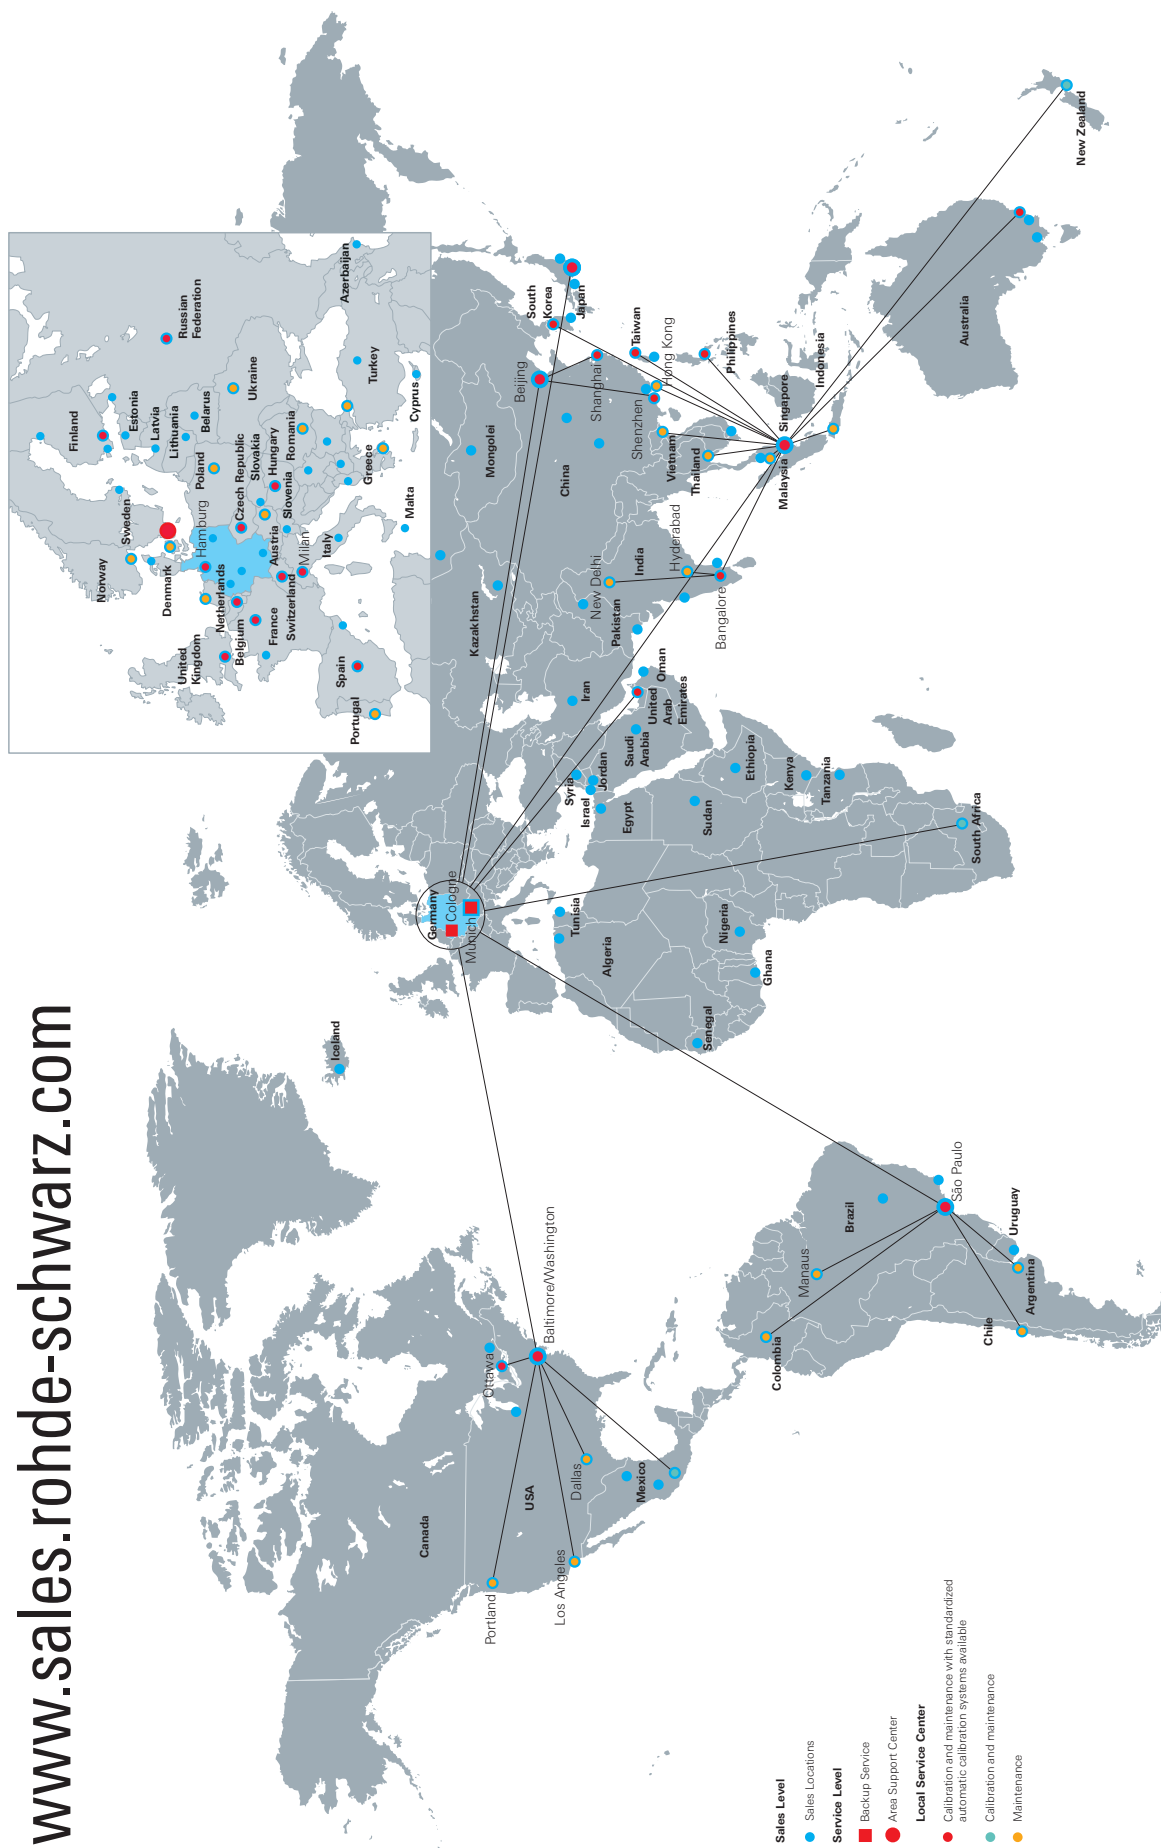 www.sales.rohde-schwarz.com
Canada
USA
Mexico
Portland
Los Angeles
Dallas
Ottawa
Baltimore/Washington
Colombia
Manaus
Brazil
São Paulo
Uruguay
Argentina
Chile
Iceland
Germany
Cologne
Munich
Tunisia
Algeria
Nigeria
Ghana
Senegal
Egypt
Sudan
Ethiopia
Kenya
Tanzania
South Africa
Syria
Israel
Jordan
Saudi
Arabia
United
Arab
Emirates
Oman
Iran
Pakistan
Kazakhstan
India
New Delhi
Hyderabad
Bangalore
Mongolei
China
Beijing
Shanghai
Shenzhen
Hong Kong
South
Korea
Japan
Taiwan
Philippines
Vietnam
Thailand
Malaysia
Singapore
Indonesia
Australia
New Zealand
Norway
Sweden
Finland
Estonia
Latvia
Lithuania
Belarus
Russian
Federation
Ukraine
Denmark
Hamburg
Poland
United
Kingdom
Netherlands
Belgium
France
Switzerland
Czech Republic
Slovakia
Hungary
Romania
Austria
Slovenia
Milan
Italy
Spain
Portugal
Greece
Malta
Turkey
Cyprus
Azerbaijan
Sales Level
Sales Locations
Service Level
Backup Service
Area Support Center
Local Service Center
Calibration and maintenance with standardized
automatic calibration systems available
Calibration and maintenance
Maintenance